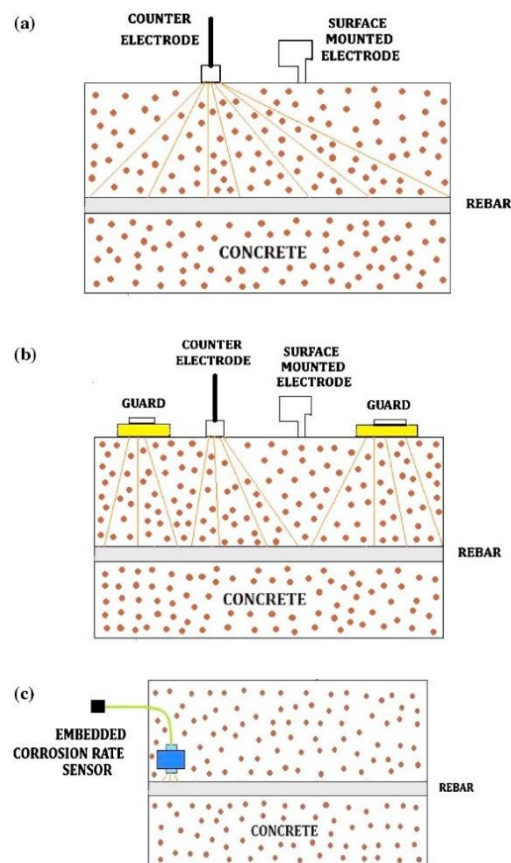 (a)
COUNTER
ELECTRODE
SURFACE
MOUNTED
ELECTRODE
REBAR
CONCRETE
(b)
COUNTER
ELECTRODE
SURFACE
MOUNTED
ELECTRODE
GUARD
GUARD
REBAR
CONCRETE
(c)
EMBEDDED
CORROSION RATE
SENSOR
REBAR
CONCRETE